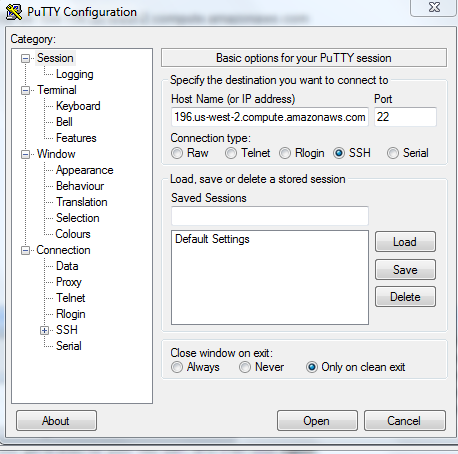 PuTTY Configuration
Category:
Session
Logging
Terminal
Keyboard
Bell
Features
Window
Appearance
Behaviour
Translation
Selection
Colours
Connection
Data
Proxy
Telnet
Rlogin
SSH
Serial
Basic options for your PuTTY session
Specify the destination you want to connect to
Host Name (or IP address) Port
196.us-west-2.compute.amazonaws.com 22
Connection type:
Raw Telnet Rlogin SSH Serial
Load, save or delete a stored session
Saved Sessions
Default Settings
Load
Save
Delete
Close window on exit:
Always Never Only on clean exit
About Open Cancel